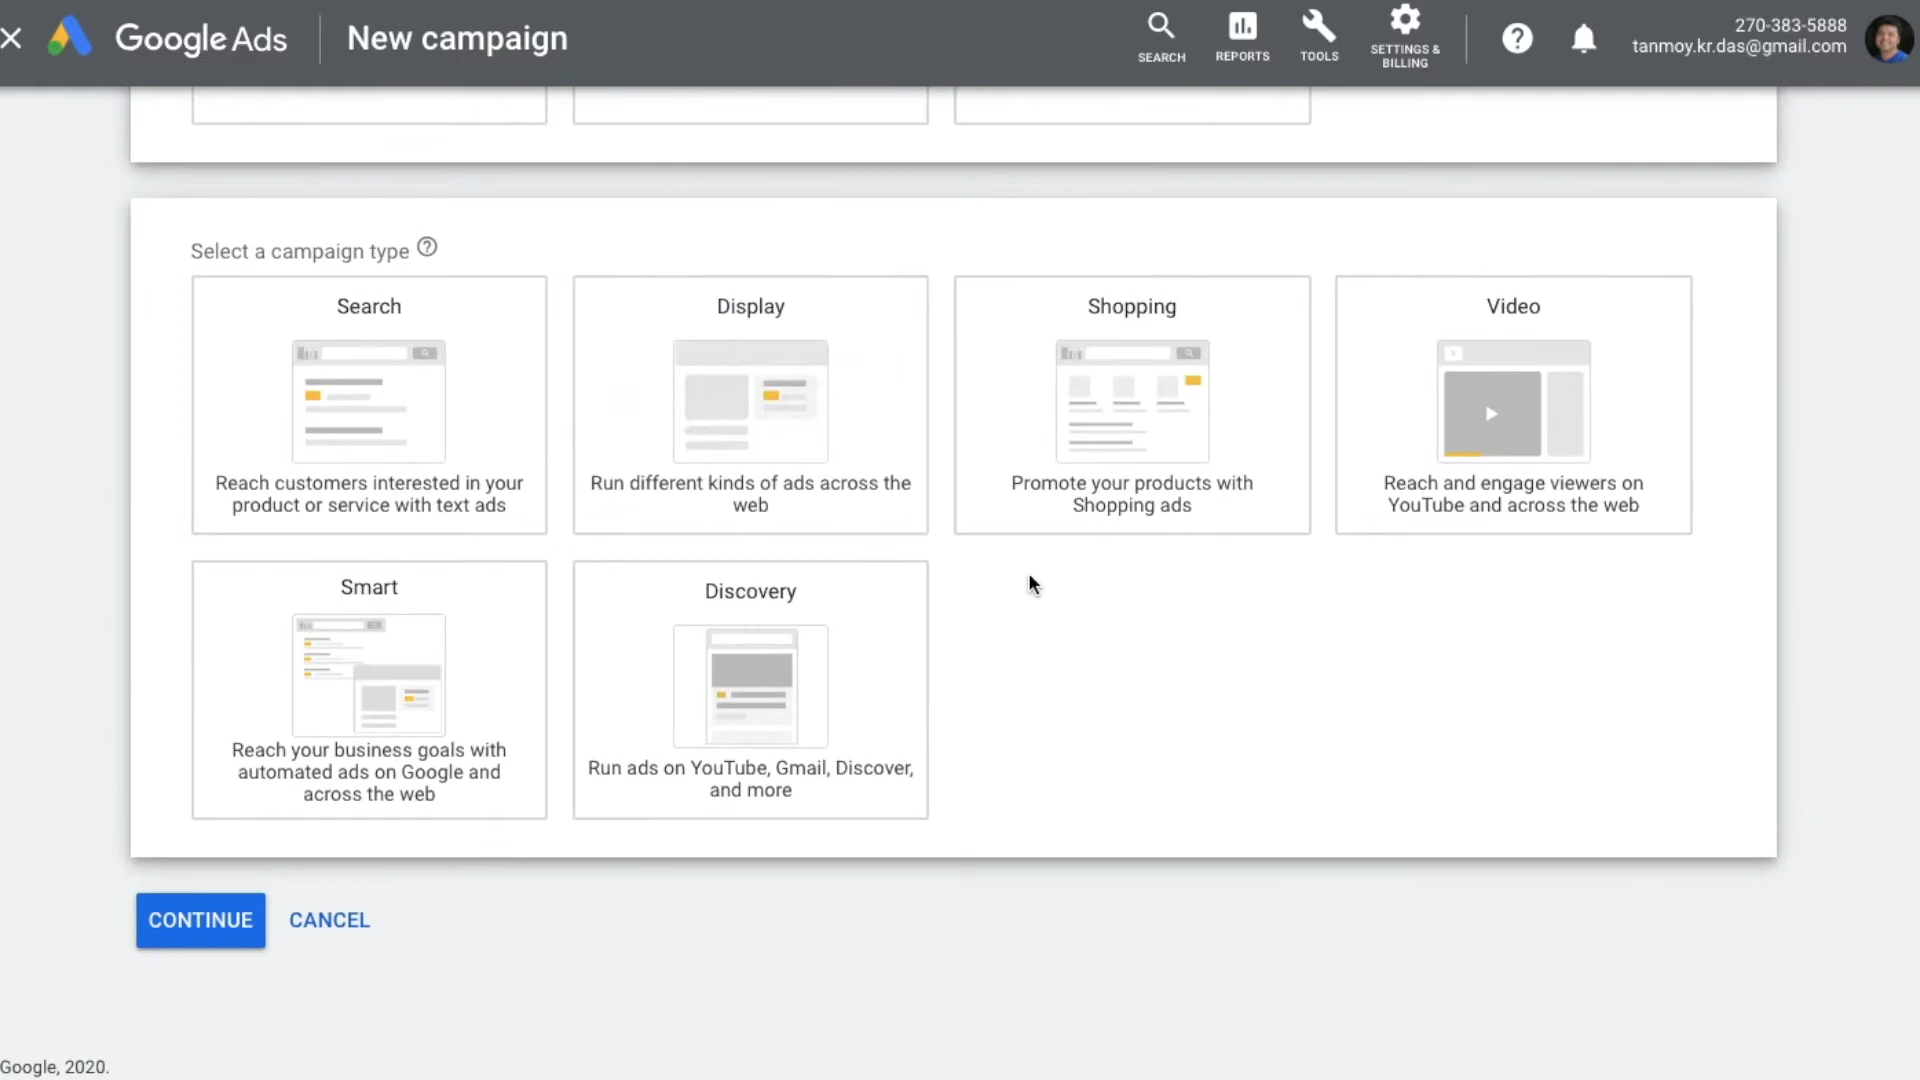 Google Ads
New campaign
SEARCH
REPORTS
TOOLS
SETTINGS &
BILLING
270-383-5888
tanmoy.kr.das@gmail.com
Select a campaign type
Search
Reach customers interested in your
product or service with text ads
Display
Run different kinds of ads across the
web
Shopping
Promote your products with
Shopping ads
Video
Reach and engage viewers on
YouTube and across the web
Smart
Reach your business goals with
automated ads on Google and
across the web
Discovery
Run ads on YouTube, Gmail, Discover,
and more
CONTINUE
CANCEL
Google, 2020.